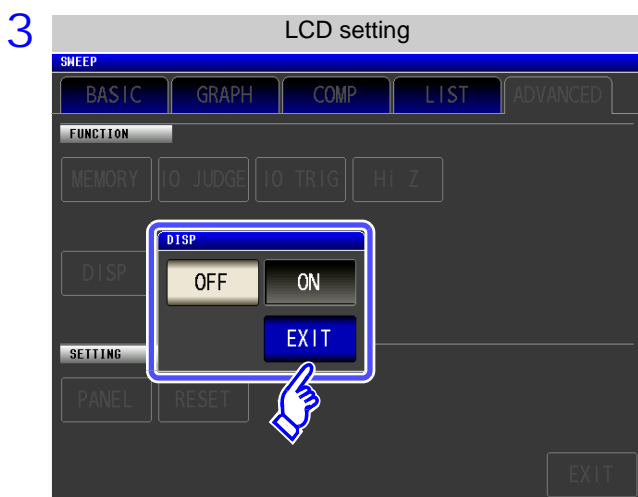 3
LCD setting
SWEEP
BASIC GRAPH COMP LIST ADVANCED
FUNCTION
MEMORY IO JUDGE IO TRIG Hi Z
DISP
DISP
OFF ON
EXIT
SETTING
PANEL RESET
EXIT